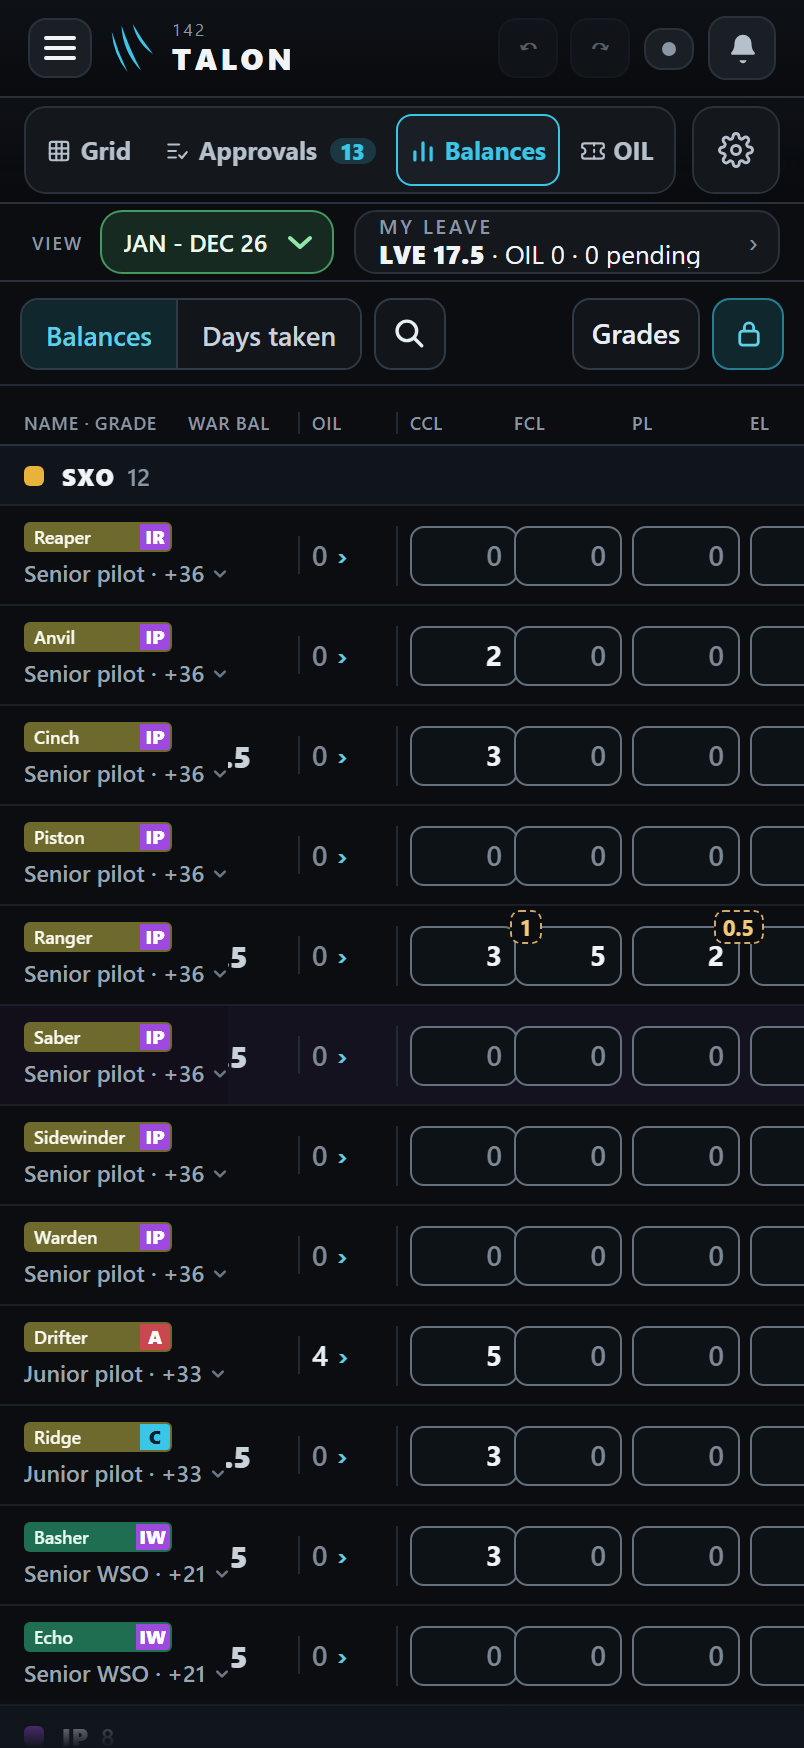 142
TALON
Grid
Approvals 13
Balances
OIL
VIEW
JAN - DEC 26
MY LEAVE
LVE 17.5 · OIL 0 · 0 pending
Balances
Days taken
Grades
NAME · GRADE WAR BAL OIL CCL FCL PL EL
SXO 12
Reaper IR
Senior pilot · +36
0 › 0 0 0
Anvil IP
Senior pilot · +36
0 › 2 0 0
Cinch IP
Senior pilot · +36
.5 0 › 3 0 0
Piston IP
Senior pilot · +36
0 › 0 0 0
Ranger IP
Senior pilot · +36
.5 0 › 3 1 5 2 0.5
Saber IP
Senior pilot · +36
.5 0 › 0 0 0
Sidewinder IP
Senior pilot · +36
0 › 0 0 0
Warden IP
Senior pilot · +36
0 › 0 0 0
Drifter A
Junior pilot · +33
4 › 5 0 0
Ridge C
Junior pilot · +33
.5 0 › 3 0 0
Basher IW
Senior WSO · +21
5 0 › 3 0 0
Echo IW
Senior WSO · +21
5 0 › 0 0 0
IP 8